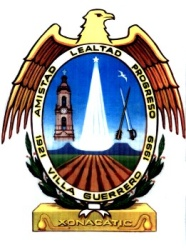 AMISTAD LEALTAD PROGRESO
1921 VILLA GUERRERO 1999
XONACATIC